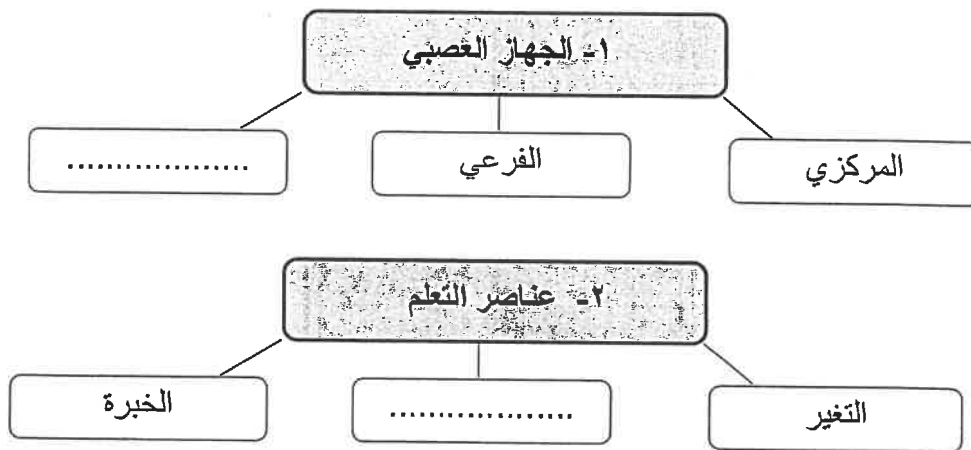 ١- الجهاز العصبي
المركزي
الفرعي
..................
٢- عناصر التعلم
التغير
..................
الخبرة